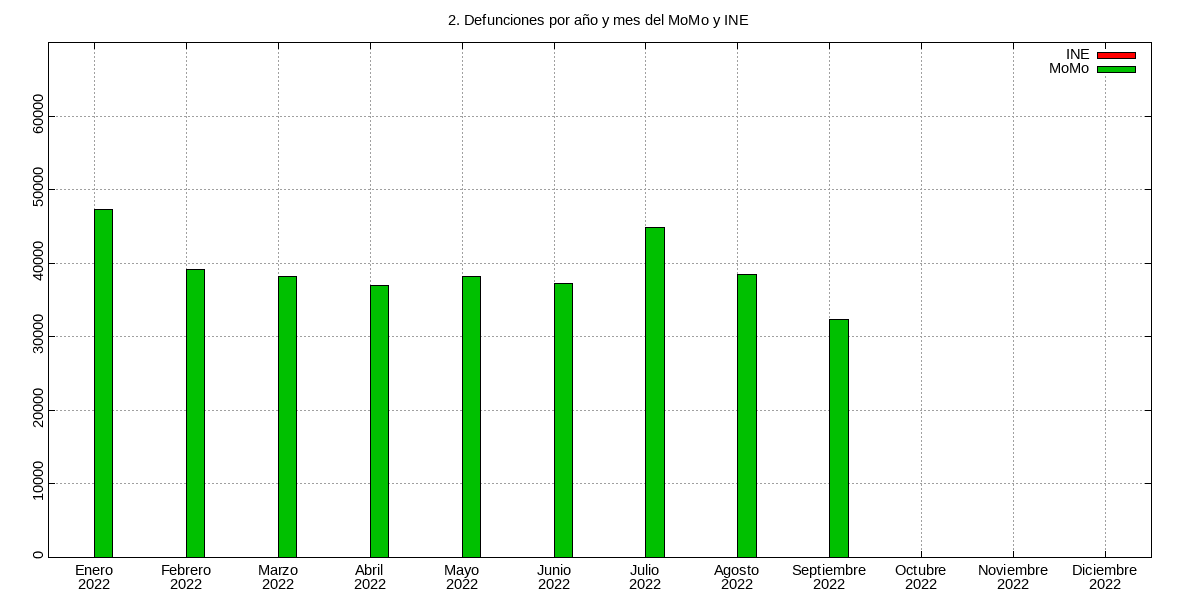 2. Defunciones por año y mes del MoMo y INE
INE
MoMo
60000
50000
40000
30000
20000
10000
0
Enero Febrero Marzo Abril Mayo Junio Julio Agosto Septiembre Octubre Noviembre Diciembre
2022 2022 2022 2022 2022 2022 2022 2022 2022 2022 2022 2022